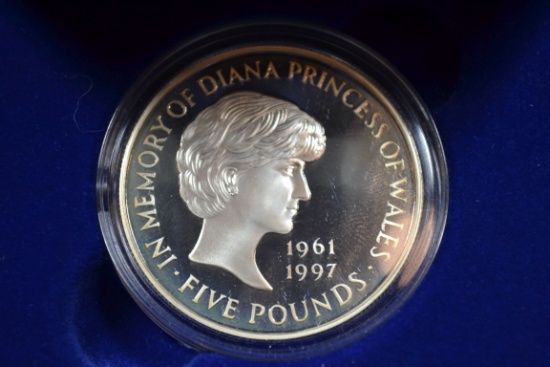 IN MEMORY OF DIANA PRINCESS OF WALES
1961
1997
· FIVE POUNDS ·